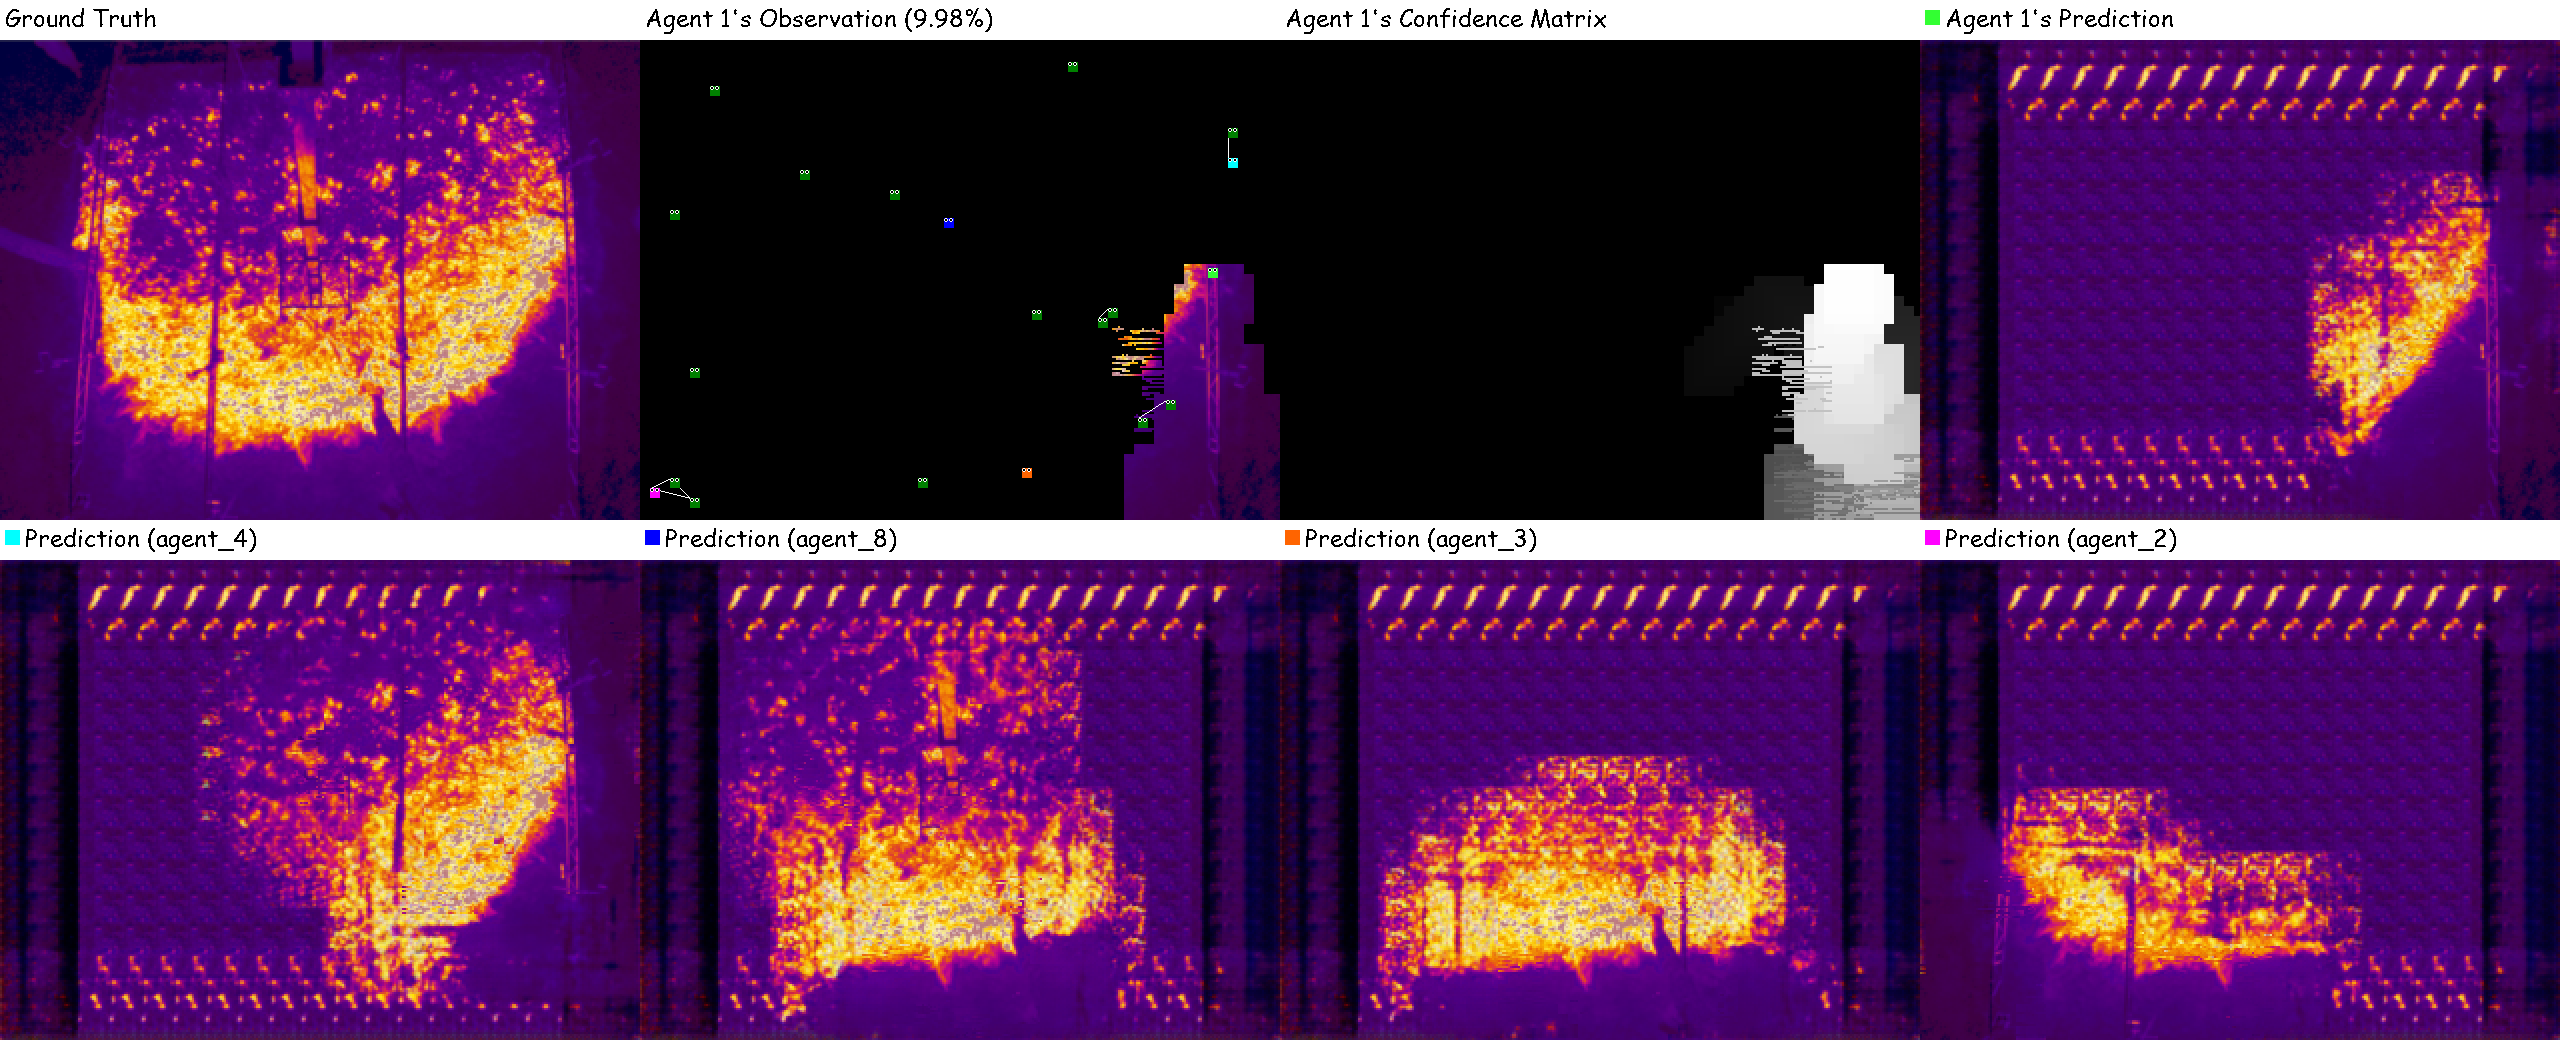 Ground Truth
Agent 1's Observation (9.98%)
Agent 1's Confidence Matrix
Agent 1's Prediction
Prediction (agent_4)
Prediction (agent_8)
Prediction (agent_3)
Prediction (agent_2)